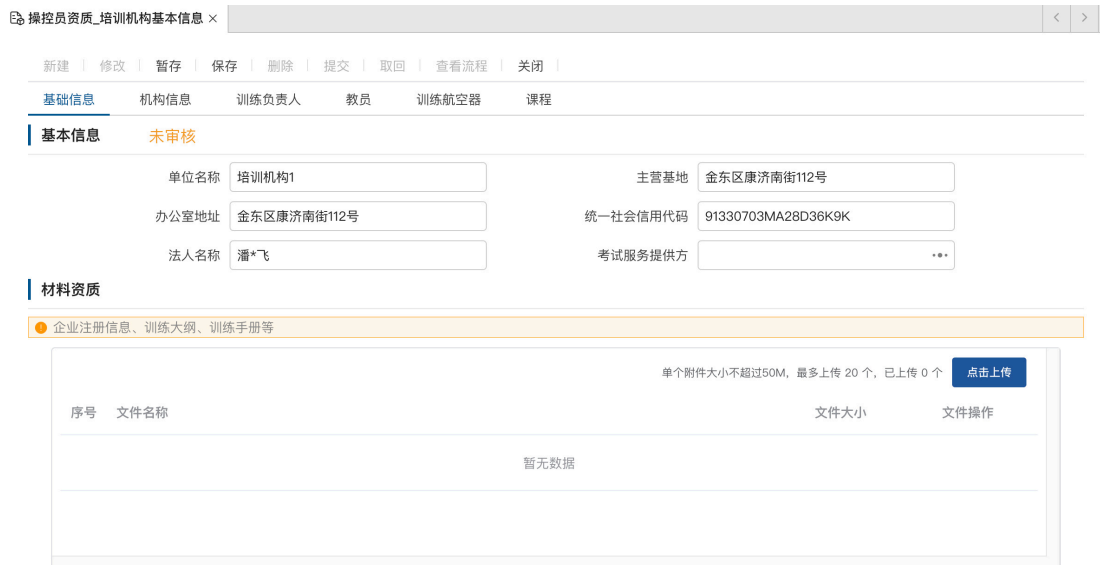 操控员资质_培训机构基本信息 ×
新建 修改 暂存 保存 删除 提交 取回 查看流程 关闭
基础信息 机构信息 训练负责人 教员 训练航空器 课程
基本信息 未审核
单位名称 培训机构1 主营基地 金东区康济南街112号
办公室地址 金东区康济南街112号 统一社会信用代码 91330703MA28D36K9K
法人名称 潘*飞 考试服务提供方
材料资质
企业注册信息、训练大纲、训练手册等
单个附件大小不超过50M，最多上传 20 个，已上传 0 个 点击上传
序号 文件名称 文件大小 文件操作
暂无数据